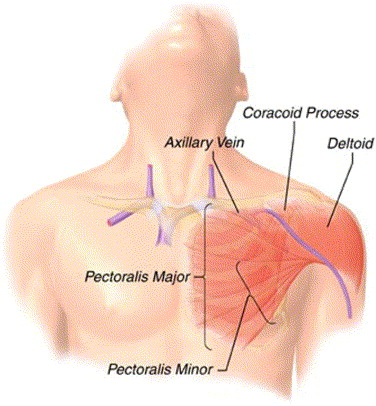 Coracoid Process
Axillary Vein
Deltoid
Pectoralis Major
Pectoralis Minor